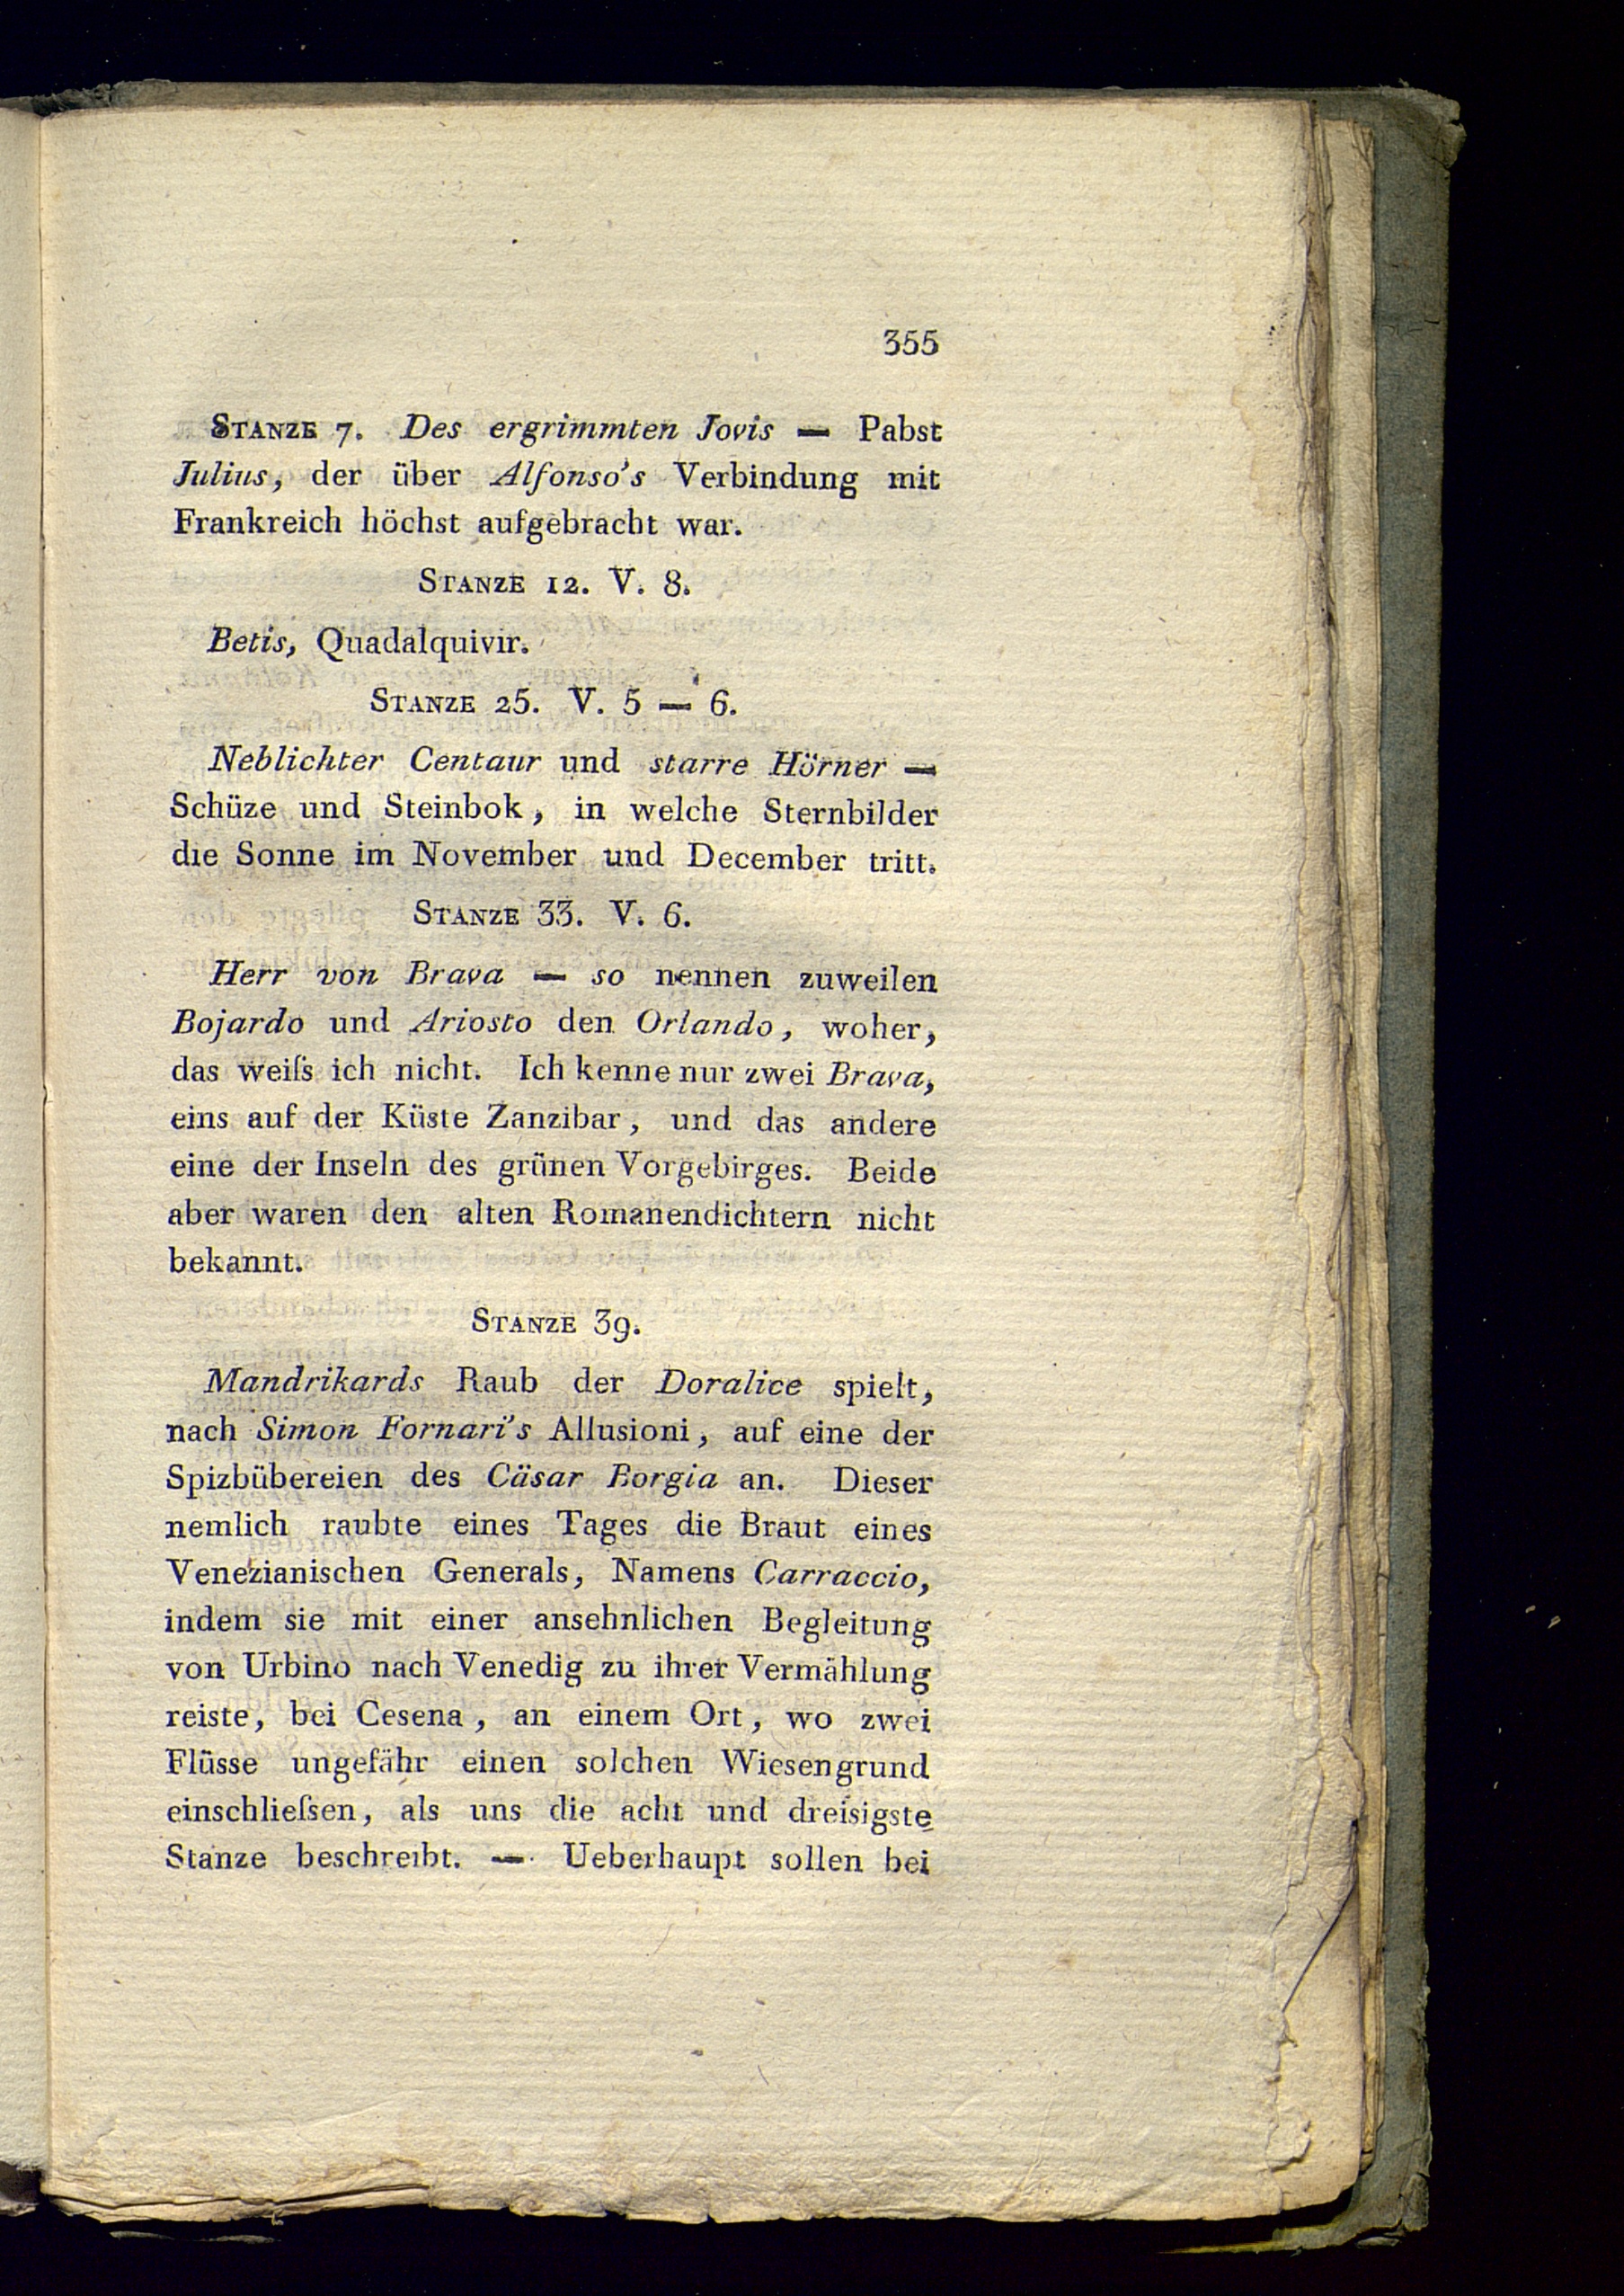 355
Stanze 7. Des ergrimmten Jovis — Pabst
Julius, der über Alfonso's Verbindung mit
Frankreich höchst aufgebracht war.
Stanze 12. V. 8.
Betis, Quadalquivir.
Stanze 25. V. 5 — 6.
Neblichter Centaur und starre Hörner —
Schüze und Steinbok, in welche Sternbilder
die Sonne im November und December tritt.
Stanze 33. V. 6.
Herr von Brava — so nennen zuweilen
Bojardo und Ariosto den Orlando, woher,
das weiſs ich nicht. Ich kenne nur zwei Brava,
eins auf der Küste Zanzibar, und das andere
eine der Inseln des grünen Vorgebirges. Beide
aber waren den alten Romanendichtern nicht
bekannt.
Stanze 39.
Mandrikards Raub der Doralice spielt,
nach Simon Fornari's Allusioni, auf eine der
Spizbübereien des Cäsar Borgia an. Dieser
nemlich raubte eines Tages die Braut eines
Venezianischen Generals, Namens Carraccio,
indem sie mit einer ansehnlichen Begleitung
von Urbino nach Venedig zu ihrer Vermählung
reiste, bei Cesena, an einem Ort, wo zwei
Flüsse ungefähr einen solchen Wiesengrund
einschlieſsen, als uns die acht und dreisigste
Stanze beschreibt. — Ueberhaupt sollen bei